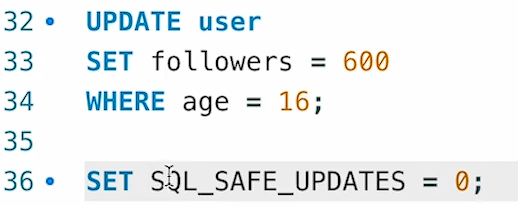 32 UPDATE user
33 SET followers = 600
34 WHERE age = 16;
35
36 SET SQL_SAFE_UPDATES = 0;